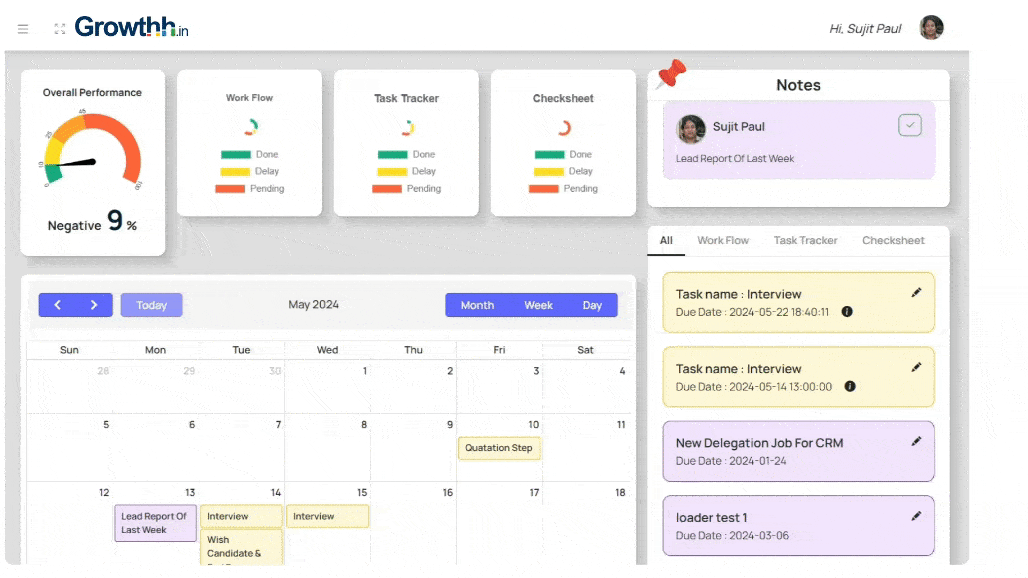 Growthh.in
Hi, Sujit Paul
Overall Performance
0
10
25
45
Negative 9 %
Work Flow
Done
Delay
Pending
Task Tracker
Done
Delay
Pending
Checksheet
Done
Delay
Pending
Notes
Sujit Paul
Lead Report Of Last Week
All Work Flow Task Tracker Checksheet
Task name : Interview
Due Date : 2024-05-22 18:40:11
Task name : Interview
Due Date : 2024-05-14 13:00:00
New Delegation Job For CRM
Due Date : 2024-01-24
loader test 1
Due Date : 2024-03-06
Today
May 2024
Month Week Day
Sun Mon Tue Wed Thu Fri Sat
28 29 30 1 2 3 4
5 6 7 8 9 10 11
Quatation Step
12 13 14 15 16 17 18
Lead Report Of
Last Week
Interview
Wish
Candidate &
Interview